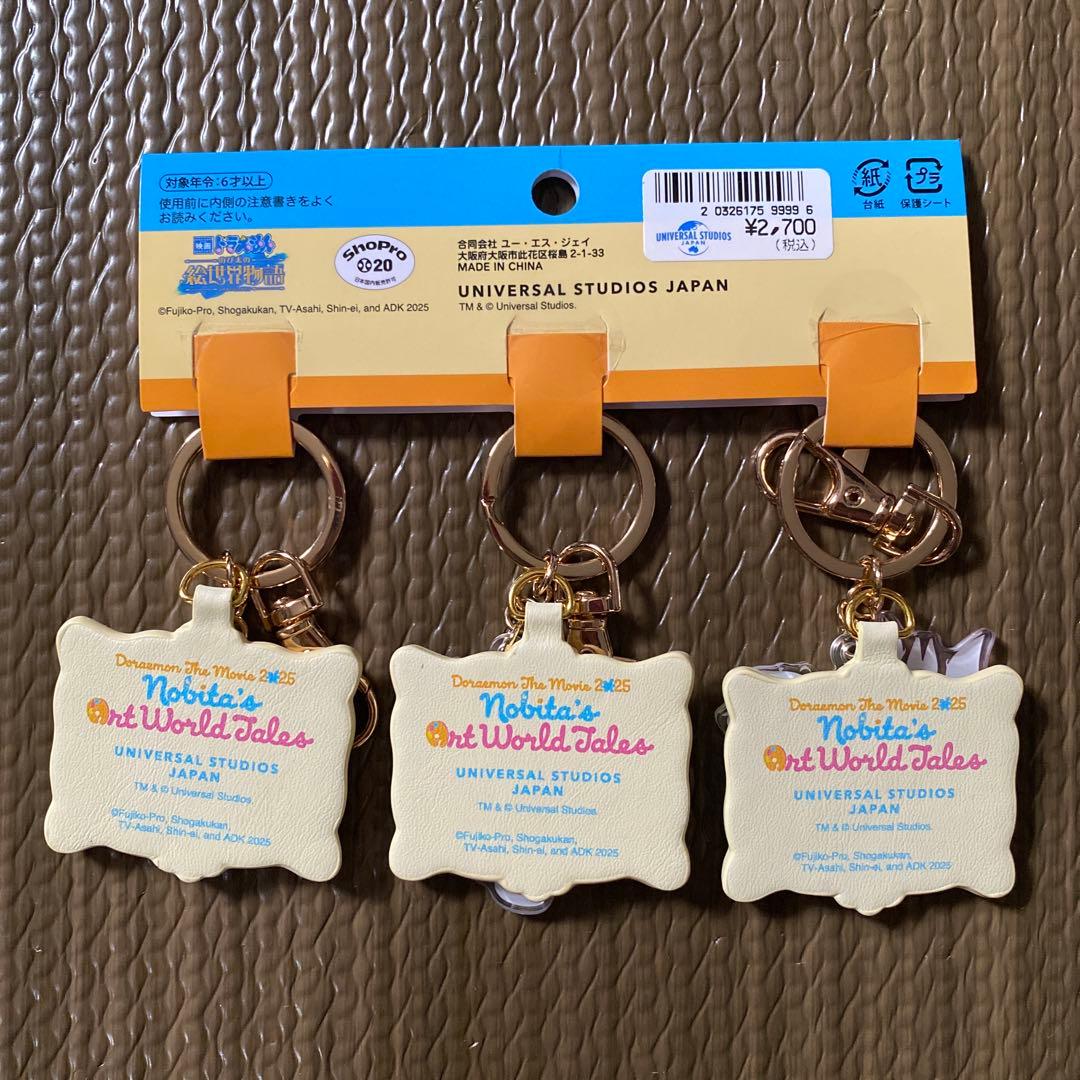 対象年令:6才以上
使用前に内側の注意書きをよく
お読みください。
映画 ドラえもん
のび太の
絵世界物語
©Fujiko-Pro, Shogakukan, TV-Asahi, Shin-ei, and ADK 2025
ShoPro
20
日本国内販売許可
合同会社 ユー・エス・ジェイ
大阪府大阪市此花区桜島 2-1-33
MADE IN CHINA
UNIVERSAL STUDIOS JAPAN
TM & © Universal Studios.
2 0326175 9999 6
UNIVERSAL STUDIOS
JAPAN
¥2,700
(税込)
紙
台紙
プラ
保護シート
Doraemon The Movie 2025
Nobita's
Art World Tales
UNIVERSAL STUDIOS
JAPAN
TM & © Universal Studios.
©Fujiko-Pro, Shogakukan,
TV-Asahi, Shin-ei, and ADK 2025
Doraemon The Movie 2025
Nobita's
Art World Tales
UNIVERSAL STUDIOS
JAPAN
TM & © Universal Studios.
©Fujiko-Pro, Shogakukan,
TV-Asahi, Shin-ei, and ADK 2025
Doraemon The Movie 2025
Nobita's
Art World Tales
UNIVERSAL STUDIOS
JAPAN
TM & © Universal Studios.
©Fujiko-Pro, Shogakukan,
TV-Asahi, Shin-ei, and ADK 2025